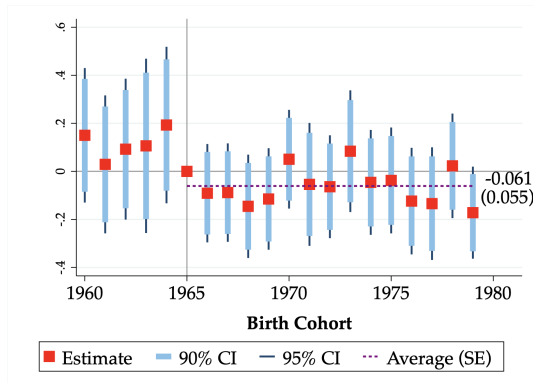 .6
.4
.2
0
-.2
-.4
-0.061
(0.055)
1960 1965 1970 1975 1980
Birth Cohort
Estimate 90% CI 95% CI Average (SE)